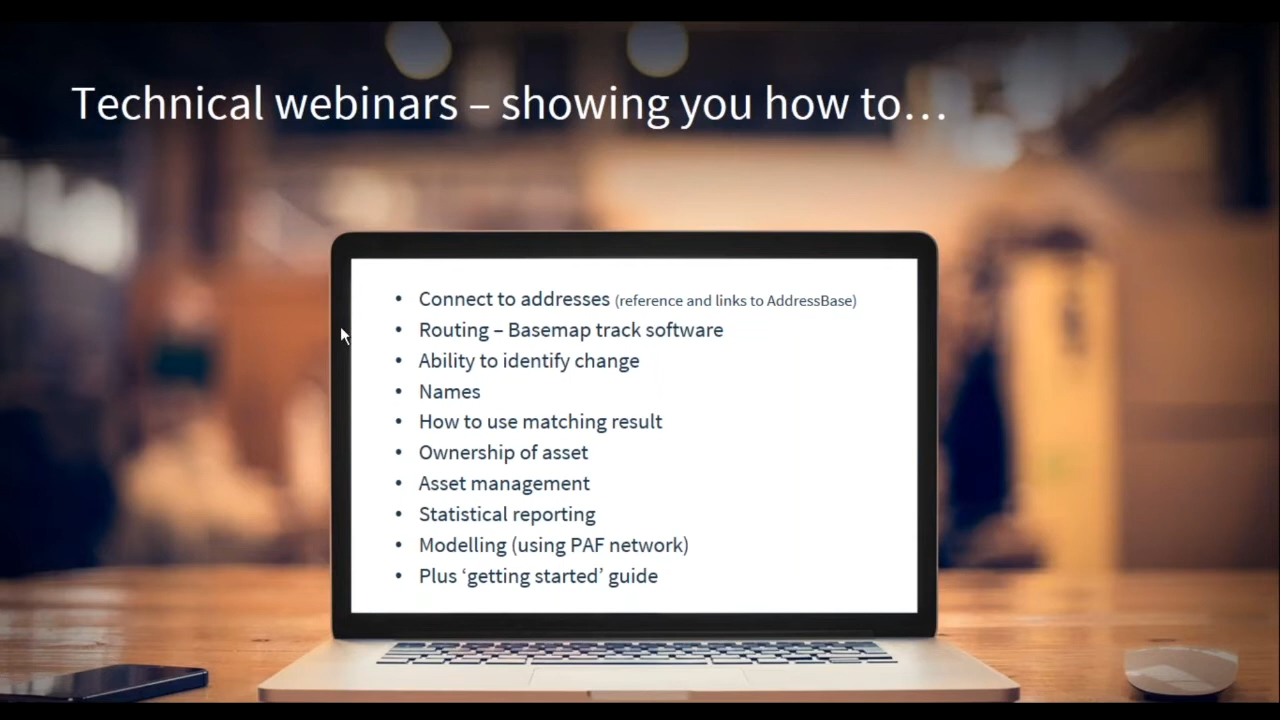 Technical webinars – showing you how to…
• Connect to addresses (reference and links to AddressBase)
• Routing – Basemap track software
• Ability to identify change
• Names
• How to use matching result
• Ownership of asset
• Asset management
• Statistical reporting
• Modelling (using PAF network)
• Plus ‘getting started’ guide